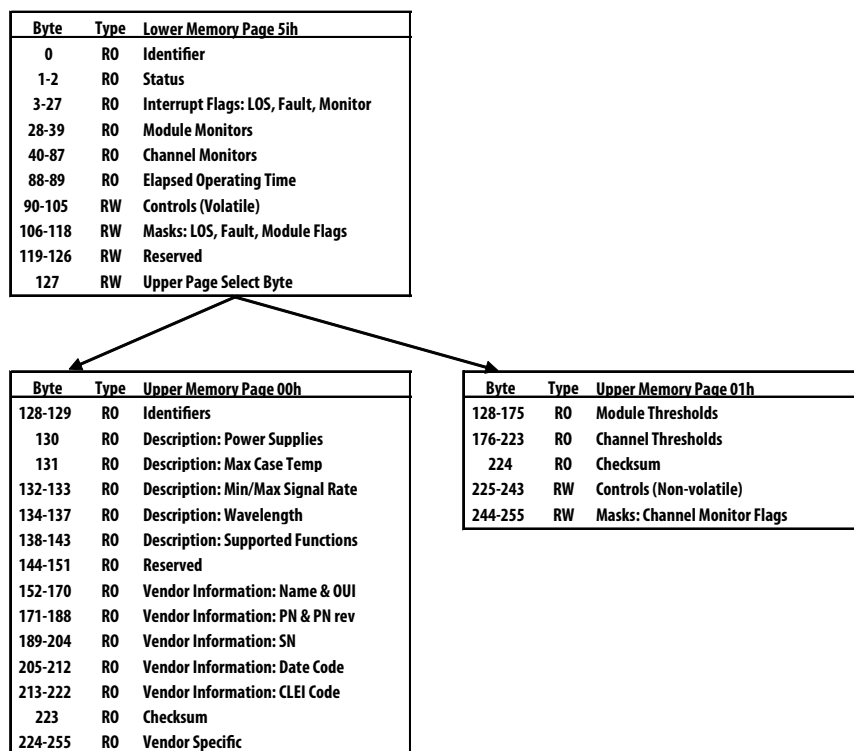 Byte Type Lower Memory Page 5ih
0 RO Identifier
1-2 RO Status
3-27 RO Interrupt Flags: LOS, Fault, Monitor
28-39 RO Module Monitors
40-87 RO Channel Monitors
88-89 RO Elapsed Operating Time
90-105 RW Controls (Volatile)
106-118 RW Masks: LOS, Fault, Module Flags
119-126 RW Reserved
127 RW Upper Page Select Byte
Byte Type Upper Memory Page 00h
128-129 RO Identifiers
130 RO Description: Power Supplies
131 RO Description: Max Case Temp
132-133 RO Description: Min/Max Signal Rate
134-137 RO Description: Wavelength
138-143 RO Description: Supported Functions
144-151 RO Reserved
152-170 RO Vendor Information: Name & OUI
171-188 RO Vendor Information: PN & PN rev
189-204 RO Vendor Information: SN
205-212 RO Vendor Information: Date Code
213-222 RO Vendor Information: CLEI Code
223 RO Checksum
224-255 RO Vendor Specific
Byte Type Upper Memory Page 01h
128-175 RO Module Thresholds
176-223 RO Channel Thresholds
224 RO Checksum
225-243 RW Controls (Non-volatile)
244-255 RW Masks: Channel Monitor Flags